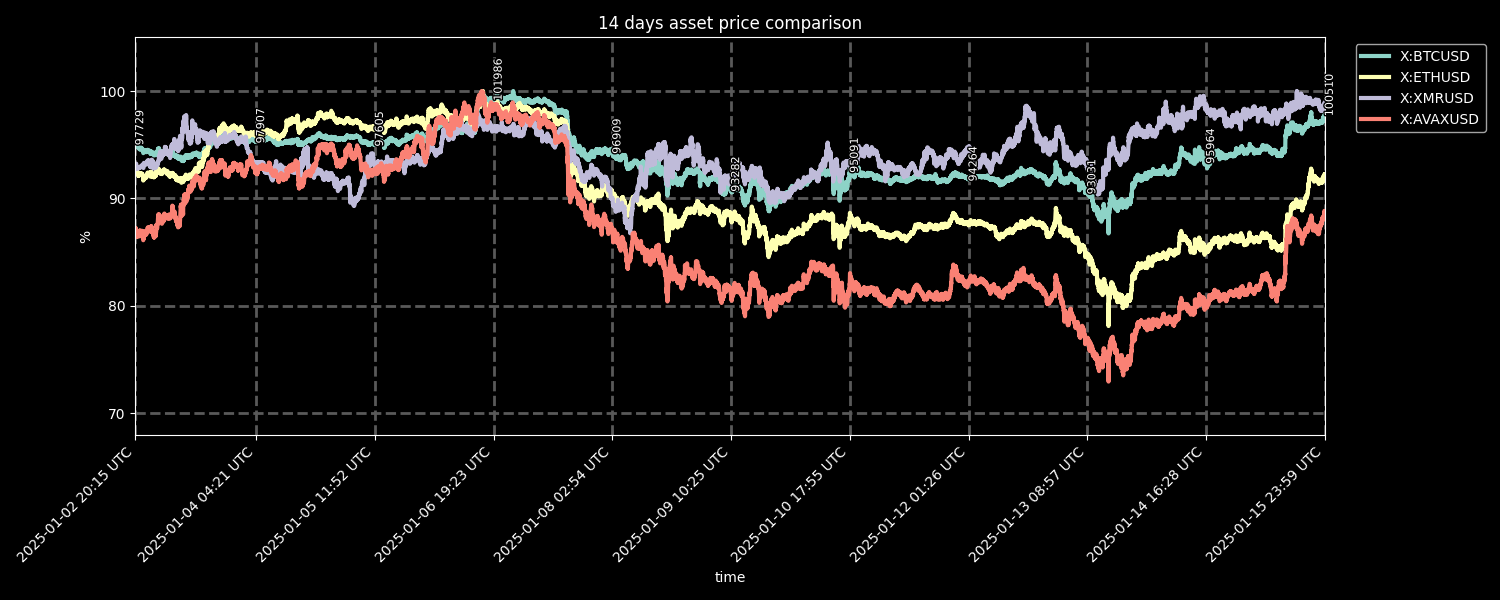 14 days asset price comparison
X:BTCUSD
X:ETHUSD
X:XMRUSD
X:AVAXUSD
100
90
80
70
%
97729
97907
97605
101986
96909
93282
95091
94264
93031
95964
100510
2025-01-02 20:15 UTC
2025-01-04 04:21 UTC
2025-01-05 11:52 UTC
2025-01-06 19:23 UTC
2025-01-08 02:54 UTC
2025-01-09 10:25 UTC
2025-01-10 17:55 UTC
2025-01-12 01:26 UTC
2025-01-13 08:57 UTC
2025-01-14 16:28 UTC
2025-01-15 23:59 UTC
time